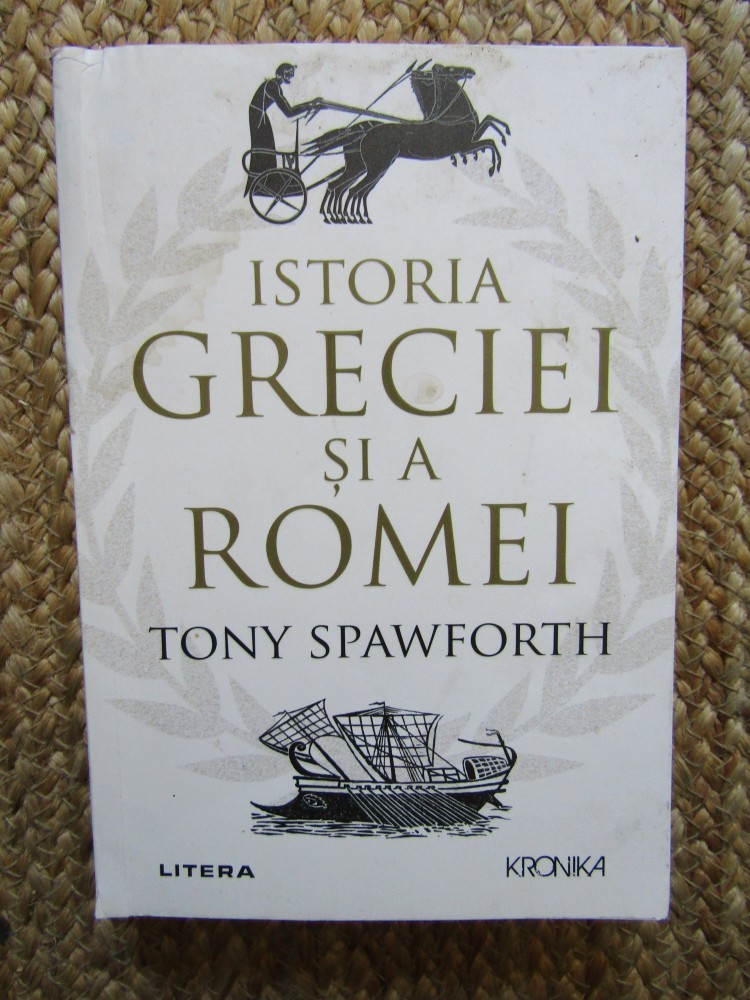 ISTORIA
GRECIEI
ȘI A
ROMEI
TONY SPAWFORTH
LITERA
KRONIKA